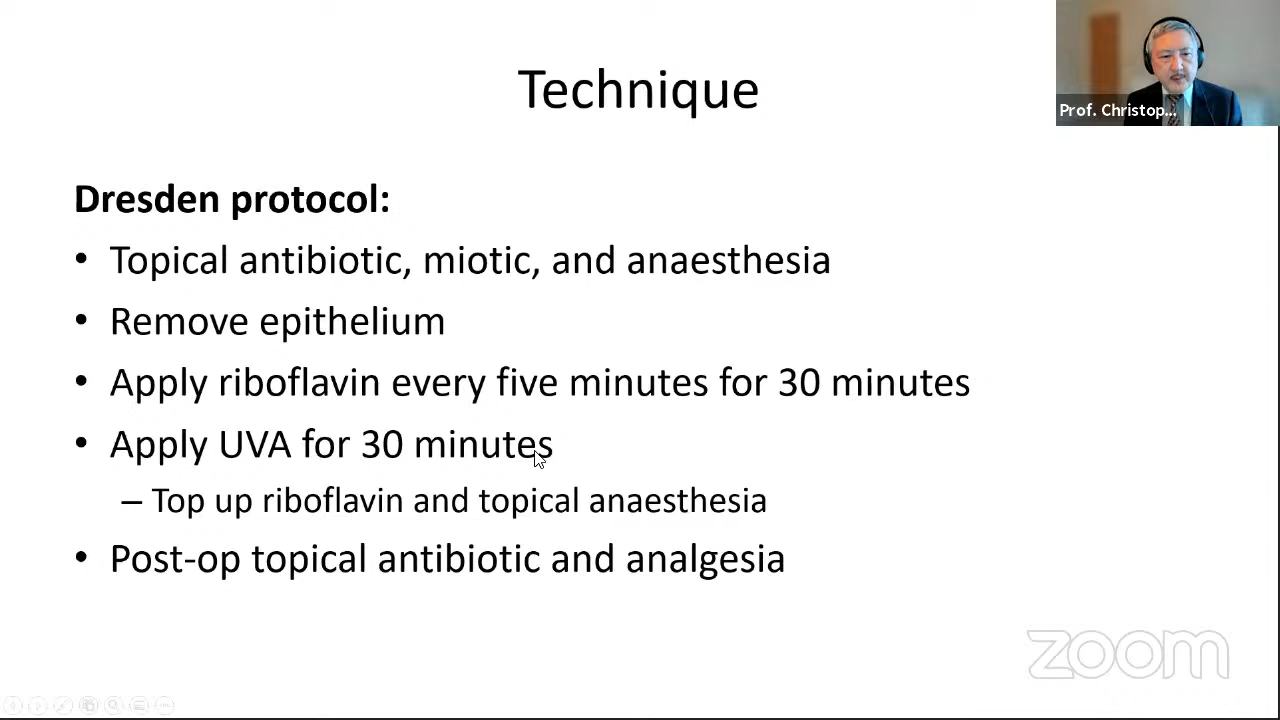 Technique
Prof. Christop...
Dresden protocol:
• Topical antibiotic, miotic, and anaesthesia
• Remove epithelium
• Apply riboflavin every five minutes for 30 minutes
• Apply UVA for 30 minutes
– Top up riboflavin and topical anaesthesia
• Post-op topical antibiotic and analgesia
zoom